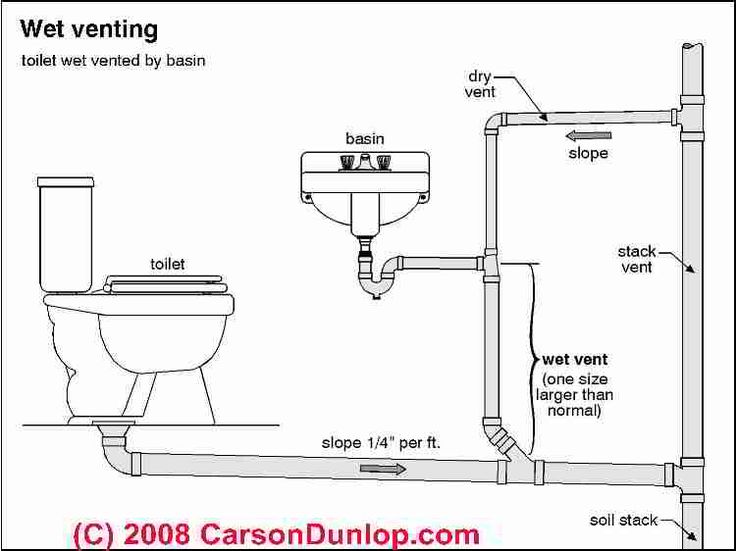 Wet venting
toilet wet vented by basin
dry
vent
basin
slope
stack
vent
toilet
wet vent
(one size
larger than
normal)
slope 1/4" per ft.
soil stack
(C) 2008 CarsonDunlop.com